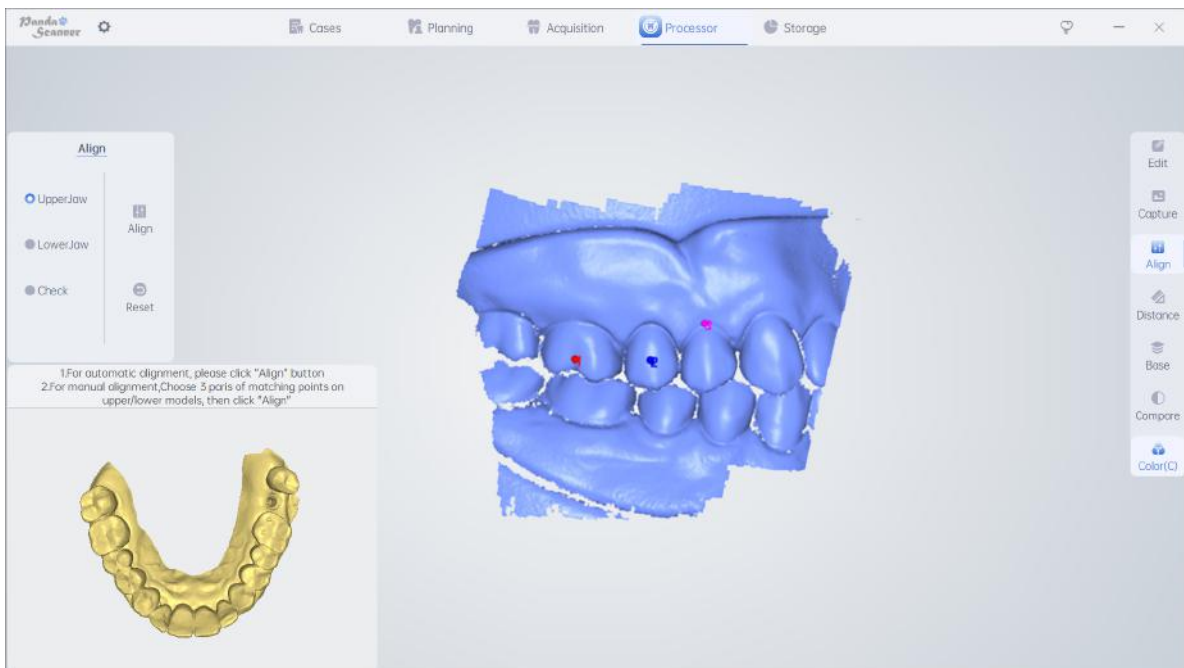 Panda Scanner
Cases
Planning
Acquisition
Processor
Storage
Align
UpperJaw
LowerJaw
Check
Align
Reset
1.For automatic alignment, please click "Align" button
2.For manual alignment,Choose 3 paris of matching points on
upper/lower models, then click "Align"
Edit
Capture
Align
Distance
Base
Compare
Color(C)